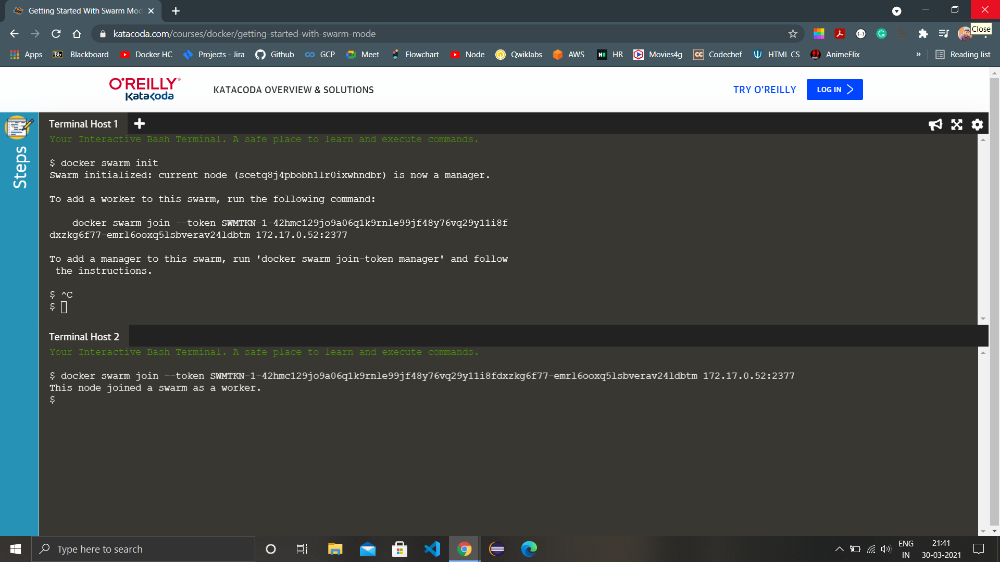 Getting Started With Swarm Mod
Close
katacoda.com/courses/docker/getting-started-with-swarm-mode
Apps Blackboard Docker HC Projects - Jira Github GCP Meet Flowchart Node Qwiklabs AWS HR Movies4g Codechef HTML CS AnimeFlix » Reading list
O'REILLY®
Katacoda
KATACODA OVERVIEW & SOLUTIONS
TRY O'REILLY
LOG IN
Steps
Terminal Host 1
Your Interactive Bash Terminal. A safe place to learn and execute commands.
$ docker swarm init
Swarm initialized: current node (scetq8j4pbobh1lr0ixwhndbr) is now a manager.
To add a worker to this swarm, run the following command:
docker swarm join --token SWMTKN-1-42hmc129jo9a06q1k9rnle99jf48y76vq29y11i8f
dxzkg6f77-emrl6ooxq5lsbverav24ldbtm 172.17.0.52:2377
To add a manager to this swarm, run 'docker swarm join-token manager' and follow
the instructions.
$ ^C
$
Terminal Host 2
Your Interactive Bash Terminal. A safe place to learn and execute commands.
$ docker swarm join --token SWMTKN-1-42hmc129jo9a06q1k9rnle99jf48y76vq29y11i8fdxzkg6f77-emrl6ooxq5lsbverav24ldbtm 172.17.0.52:2377
This node joined a swarm as a worker.
$
Type here to search
ENG
IN
21:41
30-03-2021